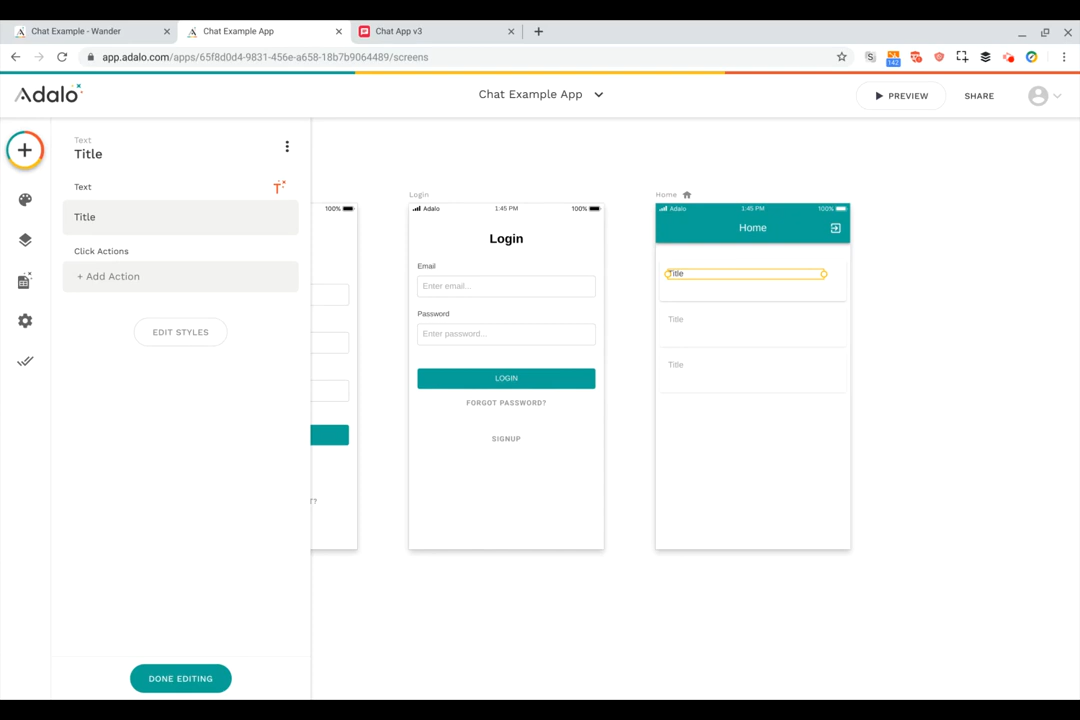 Chat Example - Wander
Chat Example App
Chat App v3
app.adalo.com/apps/65f8d0d4-9831-456e-a658-18b7b9064489/screens
142
Adalo
Chat Example App
PREVIEW
SHARE
Text
Title
Text
Title
Click Actions
+ Add Action
EDIT STYLES
DONE EDITING
100%
T?
Login
Adalo
1:45 PM
100%
Login
Email
Enter email...
Password
Enter password...
LOGIN
FORGOT PASSWORD?
SIGNUP
Home
Adalo
1:45 PM
100%
Home
Title
Title
Title